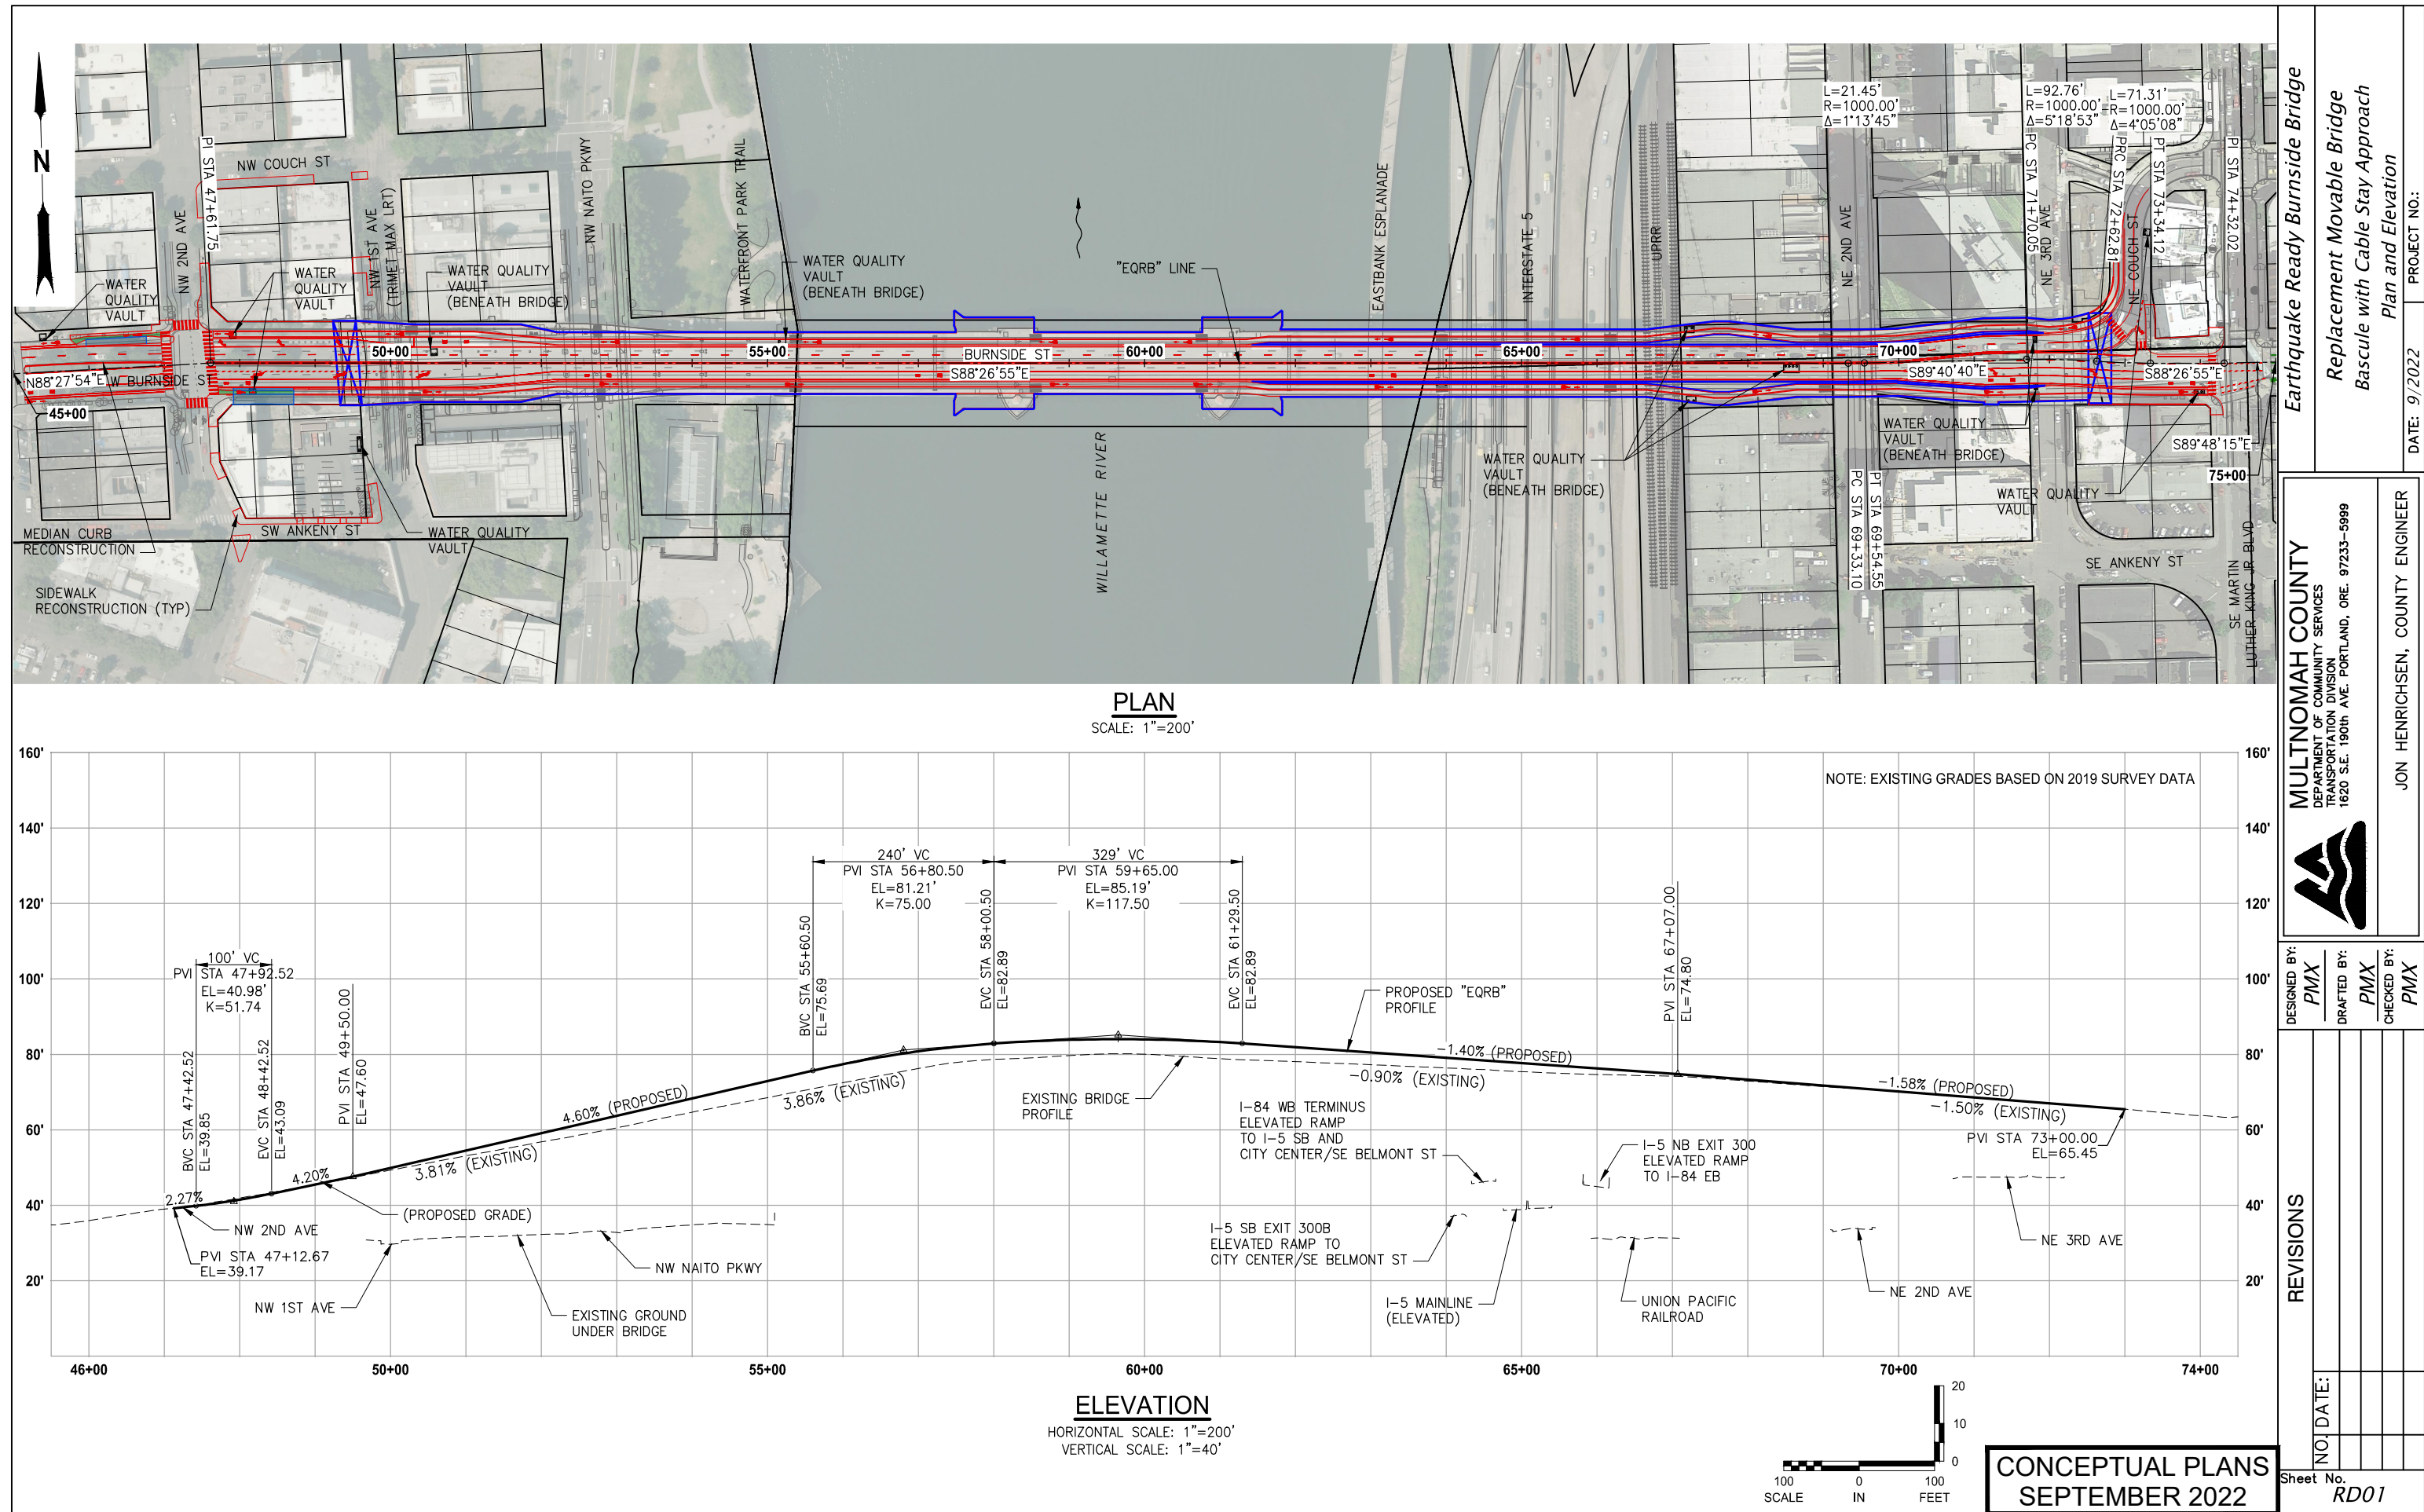 N
NW COUCH ST
NW 2ND AVE
PI STA 47+61.75
NW 1ST AVE
(TRIMET MAX LRT)
NW NAITO PKWY
WATERFRONT PARK TRAIL
WATER
QUALITY
VAULT
WATER
QUALITY
VAULT
WATER QUALITY
VAULT
(BENEATH BRIDGE)
WATER QUALITY
VAULT
(BENEATH BRIDGE)
"EQRB" LINE
EASTBANK ESPLANADE
INTERSTATE 5
UPRR
L=21.45'
R=1000.00'
Δ=1°13'45"
L=92.76'
R=1000.00'
Δ=5°18'53"
L=71.31'
R=1000.00'
Δ=4°05'08"
NE 2ND AVE
PC STA 71+70.05
NE 3RD AVE
PRC STA 72+62.81
NE COUCH ST
PT STA 73+34.12
PI STA 74+32.02
N88°27'54"E
W BURNSIDE ST
45+00
50+00
55+00
BURNSIDE ST
S88°26'55"E
60+00
65+00
70+00
S89°40'40"E
S88°26'55"E
S89°48'15"E
75+00
MEDIAN CURB
RECONSTRUCTION
SIDEWALK
RECONSTRUCTION (TYP)
SW ANKENY ST
WATER QUALITY
VAULT
WILLAMETTE RIVER
WATER QUALITY
VAULT
(BENEATH BRIDGE)
PC STA 69+33.10
PT STA 69+54.55
WATER QUALITY
VAULT
(BENEATH BRIDGE)
WATER QUALITY
VAULT
SE ANKENY ST
SE MARTIN
LUTHER KING JR BLVD
PLAN
SCALE: 1"=200'
160'
140'
120'
100'
80'
60'
40'
20'
160'
140'
120'
100'
80'
60'
40'
20'
NOTE: EXISTING GRADES BASED ON 2019 SURVEY DATA
100' VC
PVI STA 47+92.52
EL=40.98'
K=51.74
BVC STA 47+42.52
EL=39.85
EVC STA 48+42.52
EL=43.09
PVI STA 49+50.00
EL=47.60
240' VC
PVI STA 56+80.50
EL=81.21'
K=75.00
329' VC
PVI STA 59+65.00
EL=85.19'
K=117.50
BVC STA 55+60.50
EL=75.69
EVC STA 58+00.50
EL=82.89
EVC STA 61+29.50
EL=82.89
PVI STA 67+07.00
EL=74.80
PROPOSED "EQRB"
PROFILE
2.27%
4.20%
4.60% (PROPOSED)
3.81% (EXISTING)
3.86% (EXISTING)
EXISTING BRIDGE
PROFILE
-1.40% (PROPOSED)
-0.90% (EXISTING)
-1.58% (PROPOSED)
-1.50% (EXISTING)
PVI STA 73+00.00
EL=65.45
I-84 WB TERMINUS
ELEVATED RAMP
TO I-5 SB AND
CITY CENTER/SE BELMONT ST
I-5 NB EXIT 300
ELEVATED RAMP
TO I-84 EB
I-5 SB EXIT 300B
ELEVATED RAMP TO
CITY CENTER/SE BELMONT ST
I-5 MAINLINE
(ELEVATED)
UNION PACIFIC
RAILROAD
NE 2ND AVE
NE 3RD AVE
(PROPOSED GRADE)
NW 2ND AVE
PVI STA 47+12.67
EL=39.17
NW 1ST AVE
EXISTING GROUND
UNDER BRIDGE
NW NAITO PKWY
46+00
50+00
55+00
60+00
65+00
70+00
74+00
ELEVATION
HORIZONTAL SCALE: 1"=200'
VERTICAL SCALE: 1"=40'
20
10
0
100 0 100
SCALE IN FEET
CONCEPTUAL PLANS
SEPTEMBER 2022
Earthquake Ready Burnside Bridge
Replacement Movable Bridge
Bascule with Cable Stay Approach
Plan and Elevation
DATE: 9/2022
PROJECT NO.:
MULTNOMAH COUNTY
DEPARTMENT OF COMMUNITY SERVICES
TRANSPORTATION DIVISION
1620 S.E. 190th AVE. PORTLAND, ORE. 97233-5999
JON HENRICHSEN, COUNTY ENGINEER
DESIGNED BY:
PMX
DRAFTED BY:
PMX
CHECKED BY:
PMX
REVISIONS
NO. DATE:
Sheet No.
RD01